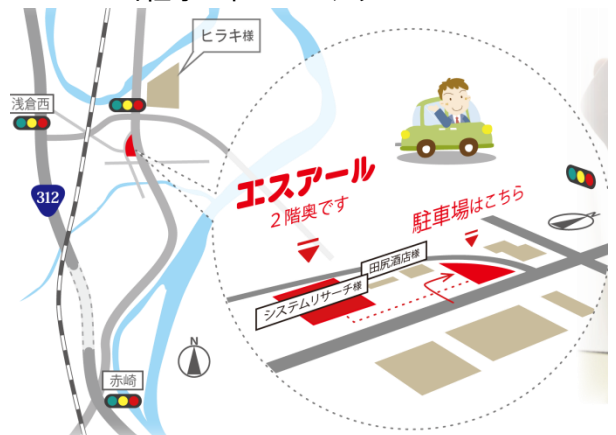 ヒラキ様
浅倉西
312
エスアール
2階奥です
駐車場はこちら
田尻酒店様
システムリサーチ様
N
赤崎